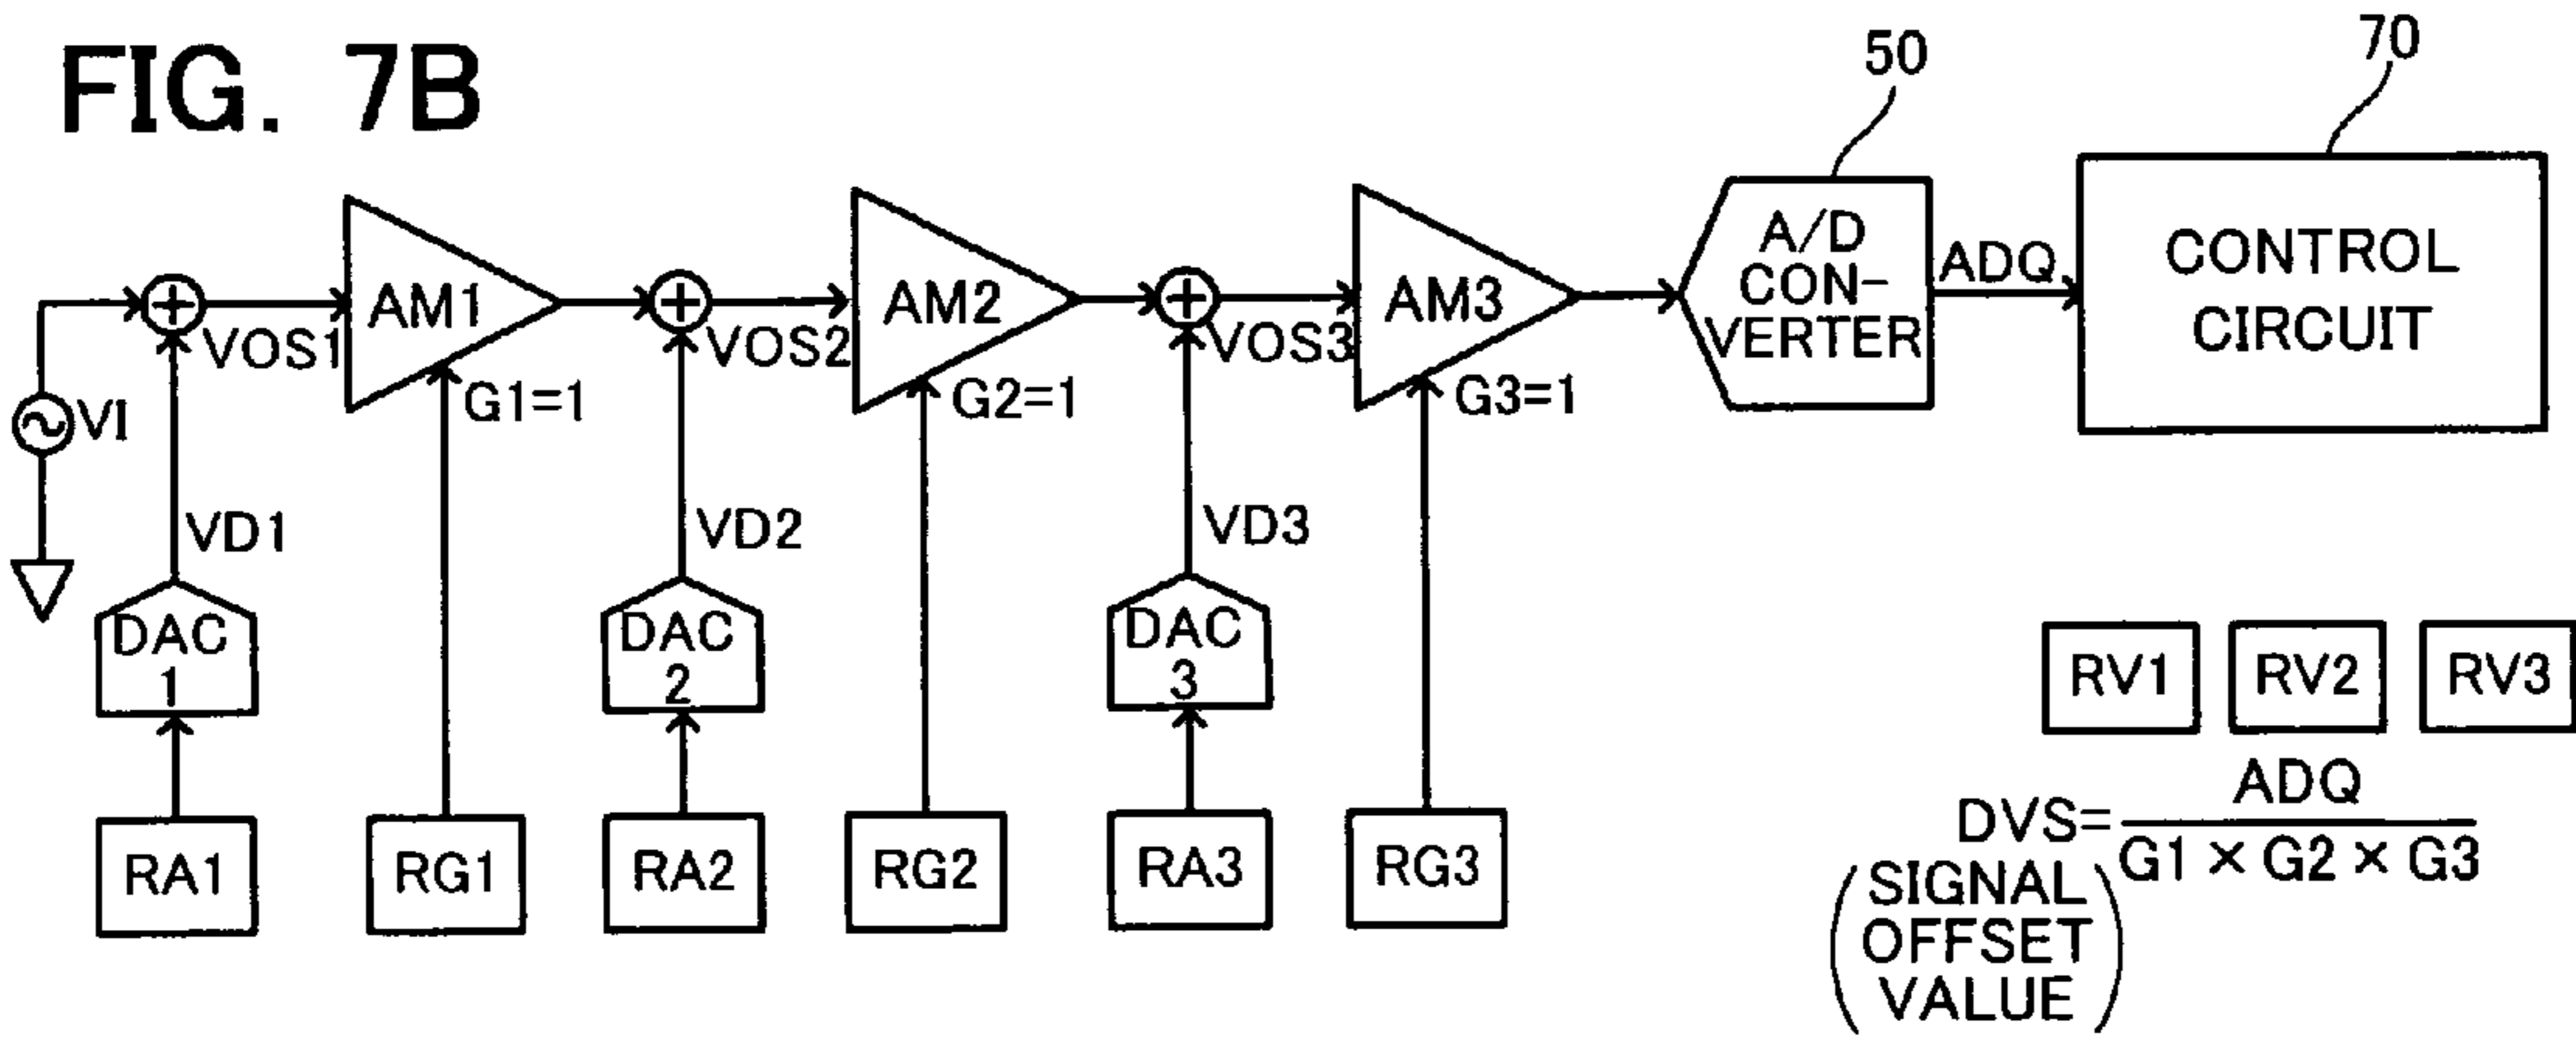 FIG. 7B
50
70
A/D
CON-
VERTER
ADQ
CONTROL
CIRCUIT
AM1
AM2
AM3
VOS1
VOS2
VOS3
G1=1
G2=1
G3=1
VI
VD1
VD2
VD3
DAC
1
DAC
2
DAC
3
RV1
RV2
RV3
RA1
RG1
RA2
RG2
RA3
RG3
DVS=
ADQ
G1 × G2 × G3
(SIGNAL
OFFSET
VALUE)